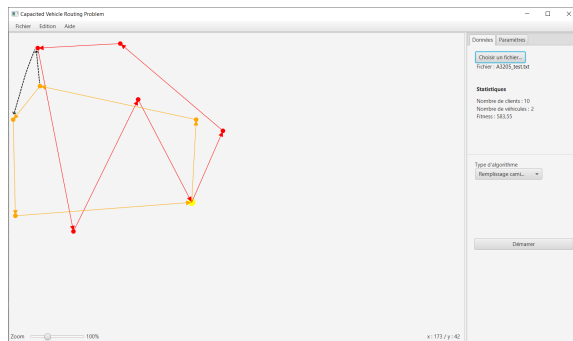 Capacited Vehicle Routing Problem
Fichier Edition Aide
Données Paramètres
Choisir un fichier...
Fichier : A3205_test.txt
Statistiques
Nombre de clients : 10
Nombre de véhicules : 2
Fitness : 583,55
Type d'algorithme
Remplissage cami...
Démarrer
Zoom 100% x : 173 / y : 42